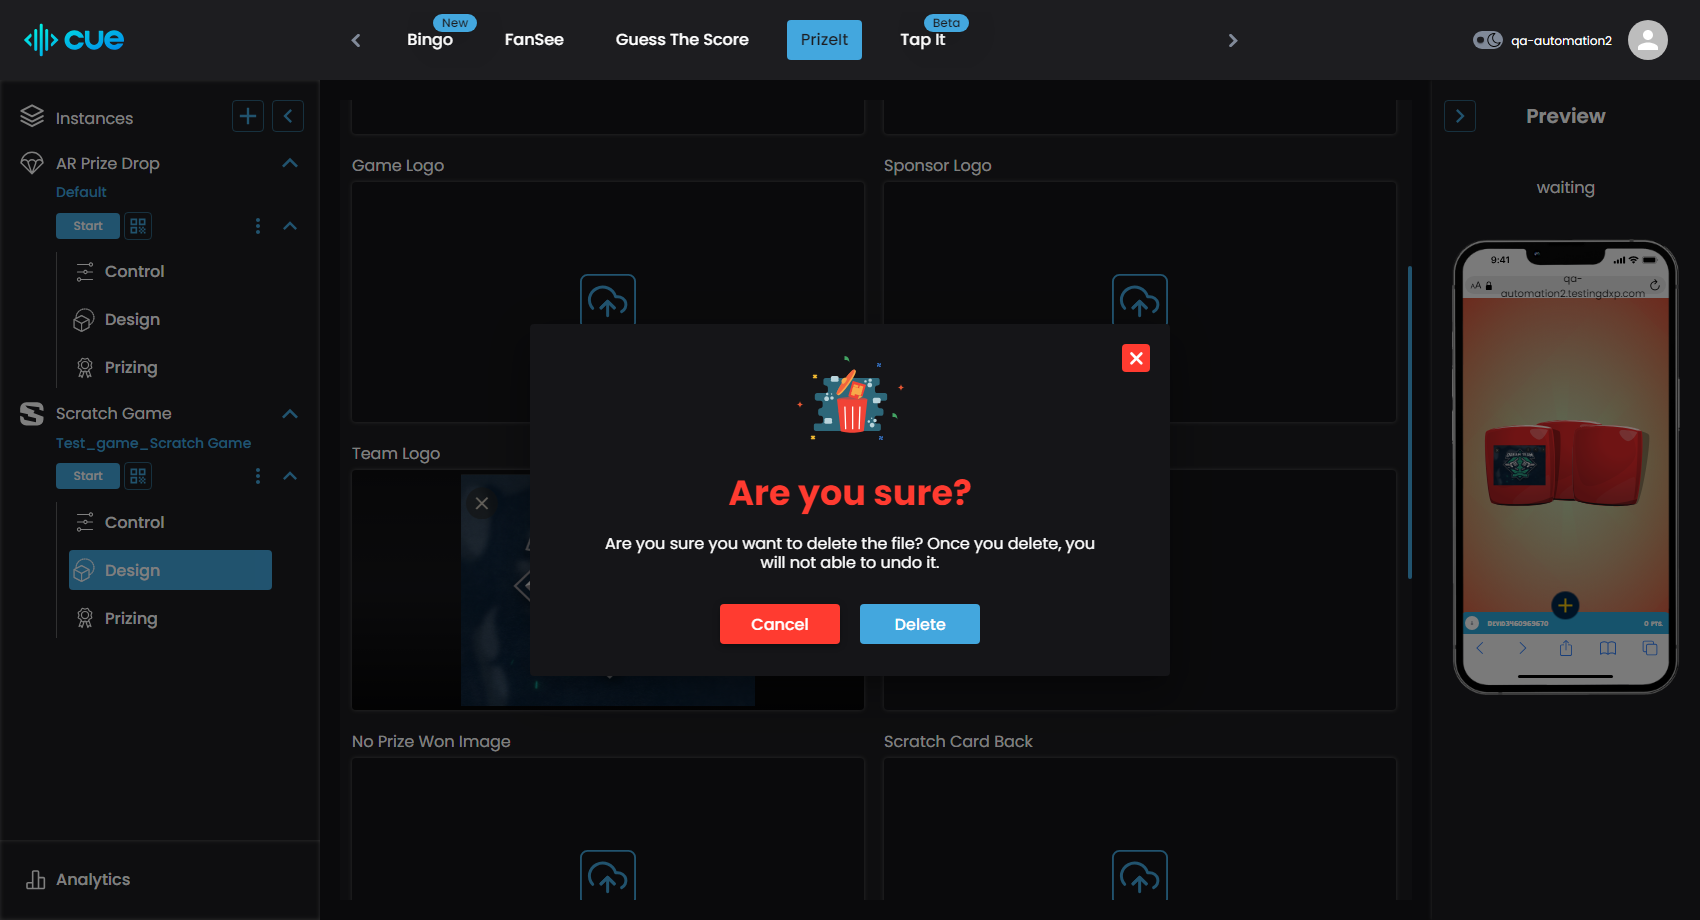 cue
New
Bingo
FanSee
Guess The Score
PrizeIt
Beta
Tap It
qa-automation2
Instances
AR Prize Drop
Default
Start
Control
Design
Prizing
Scratch Game
Test_game_Scratch Game
Start
Control
Design
Prizing
Analytics
Game Logo
Sponsor Logo
Team Logo
No Prize Won Image
Scratch Card Back
Are you sure?
Are you sure you want to delete the file? Once you delete, you
will not able to undo it.
Cancel
Delete
Preview
waiting
9:41
AA
qa-
automation2.testingdxp.com
0 PTS.